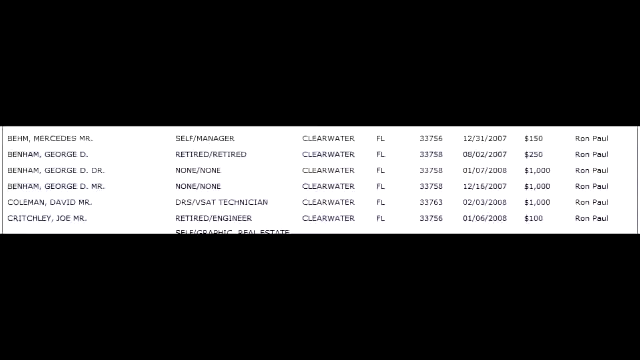 BEHM, MERCEDES MR. SELF/MANAGER CLEARWATER FL 33756 12/31/2007 $150 Ron Paul
BENHAM, GEORGE D. RETIRED/RETIRED CLEARWATER FL 33758 08/02/2007 $250 Ron Paul
BENHAM, GEORGE D. DR. NONE/NONE CLEARWATER FL 33758 01/07/2008 $1,000 Ron Paul
BENHAM, GEORGE D. MR. NONE/NONE CLEARWATER FL 33758 12/16/2007 $1,000 Ron Paul
COLEMAN, DAVID MR. DRS/VSAT TECHNICIAN CLEARWATER FL 33763 02/03/2008 $1,000 Ron Paul
CRITCHLEY, JOE MR. RETIRED/ENGINEER CLEARWATER FL 33756 01/06/2008 $100 Ron Paul
SELF/GRAPHIC, REAL ESTATE